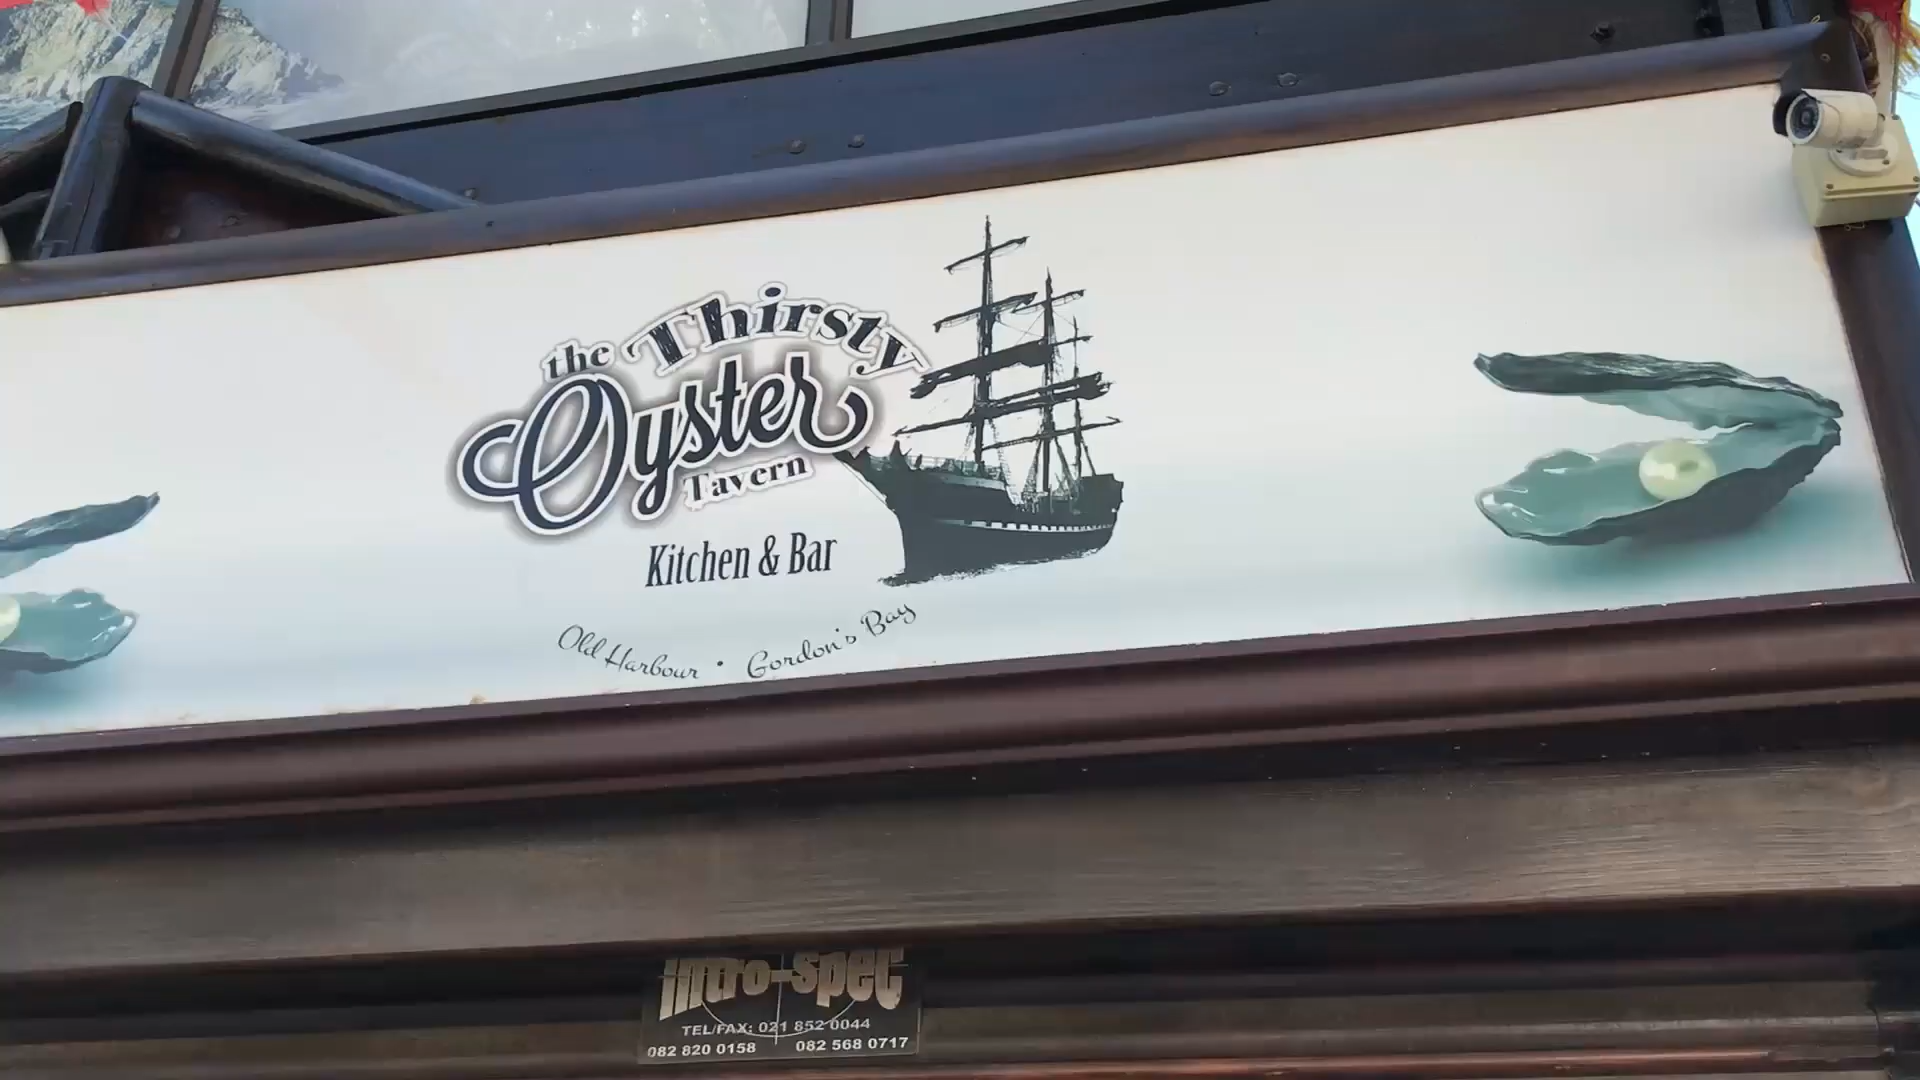 the Thirsty
Oyster
Tavern
Kitchen & Bar
Old Harbour • Gordon's Bay
intro-spec
TEL/FAX: 021 852 0044
082 820 0158 082 568 0717